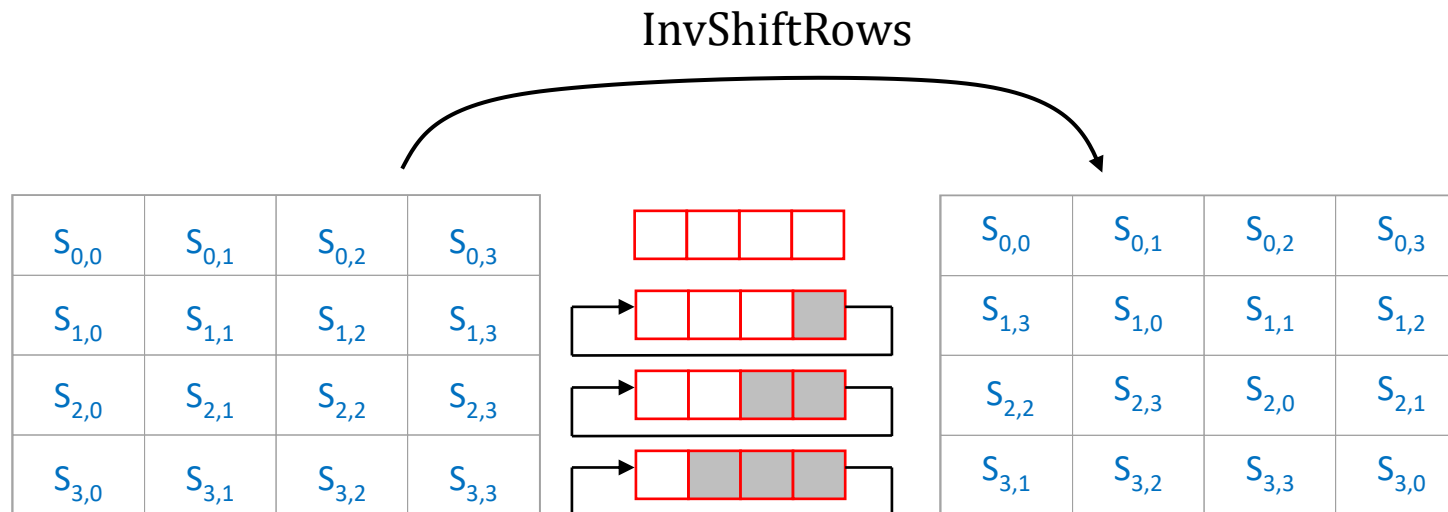 InvShiftRows
S0,0 S0,1 S0,2 S0,3 S0,0 S0,1 S0,2 S0,3
S1,0 S1,1 S1,2 S1,3 S1,3 S1,0 S1,1 S1,2
S2,0 S2,1 S2,2 S2,3 S2,2 S2,3 S2,0 S2,1
S3,0 S3,1 S3,2 S3,3 S3,1 S3,2 S3,3 S3,0